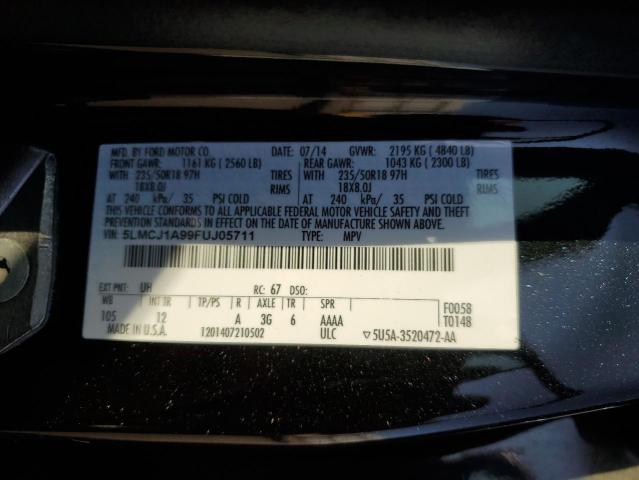 MFD. BY FORD MOTOR CO. DATE: 07/14 GVWR: 2195 KG ( 4840 LB)
FRONT GAWR: 1161 KG ( 2560 LB) REAR GAWR: 1043 KG ( 2300 LB)
WITH 235/50R18 97H TIRES WITH 235/50R18 97H TIRES
18X8.0J RIMS 18X8.0J RIMS
AT 240 kPa/ 35 PSI COLD AT 240 kPa/ 35 PSI COLD
THIS VEHICLE CONFORMS TO ALL APPLICABLE FEDERAL MOTOR VEHICLE SAFETY AND THEFT
PREVENTION STANDARDS IN EFFECT ON THE DATE OF MANUFACTURE SHOWN ABOVE.
VIN: 5LMCJ1A99FUJ05711 TYPE: MPV
EXT PNT: UH RC: 67 DSO:
WB INT TR TP/PS R AXLE TR SPR F0058
105 12 A 3G 6 AAAA T0148
MADE IN U.S.A. 1201407210502 ULC ▽5U5A-3520472-AA